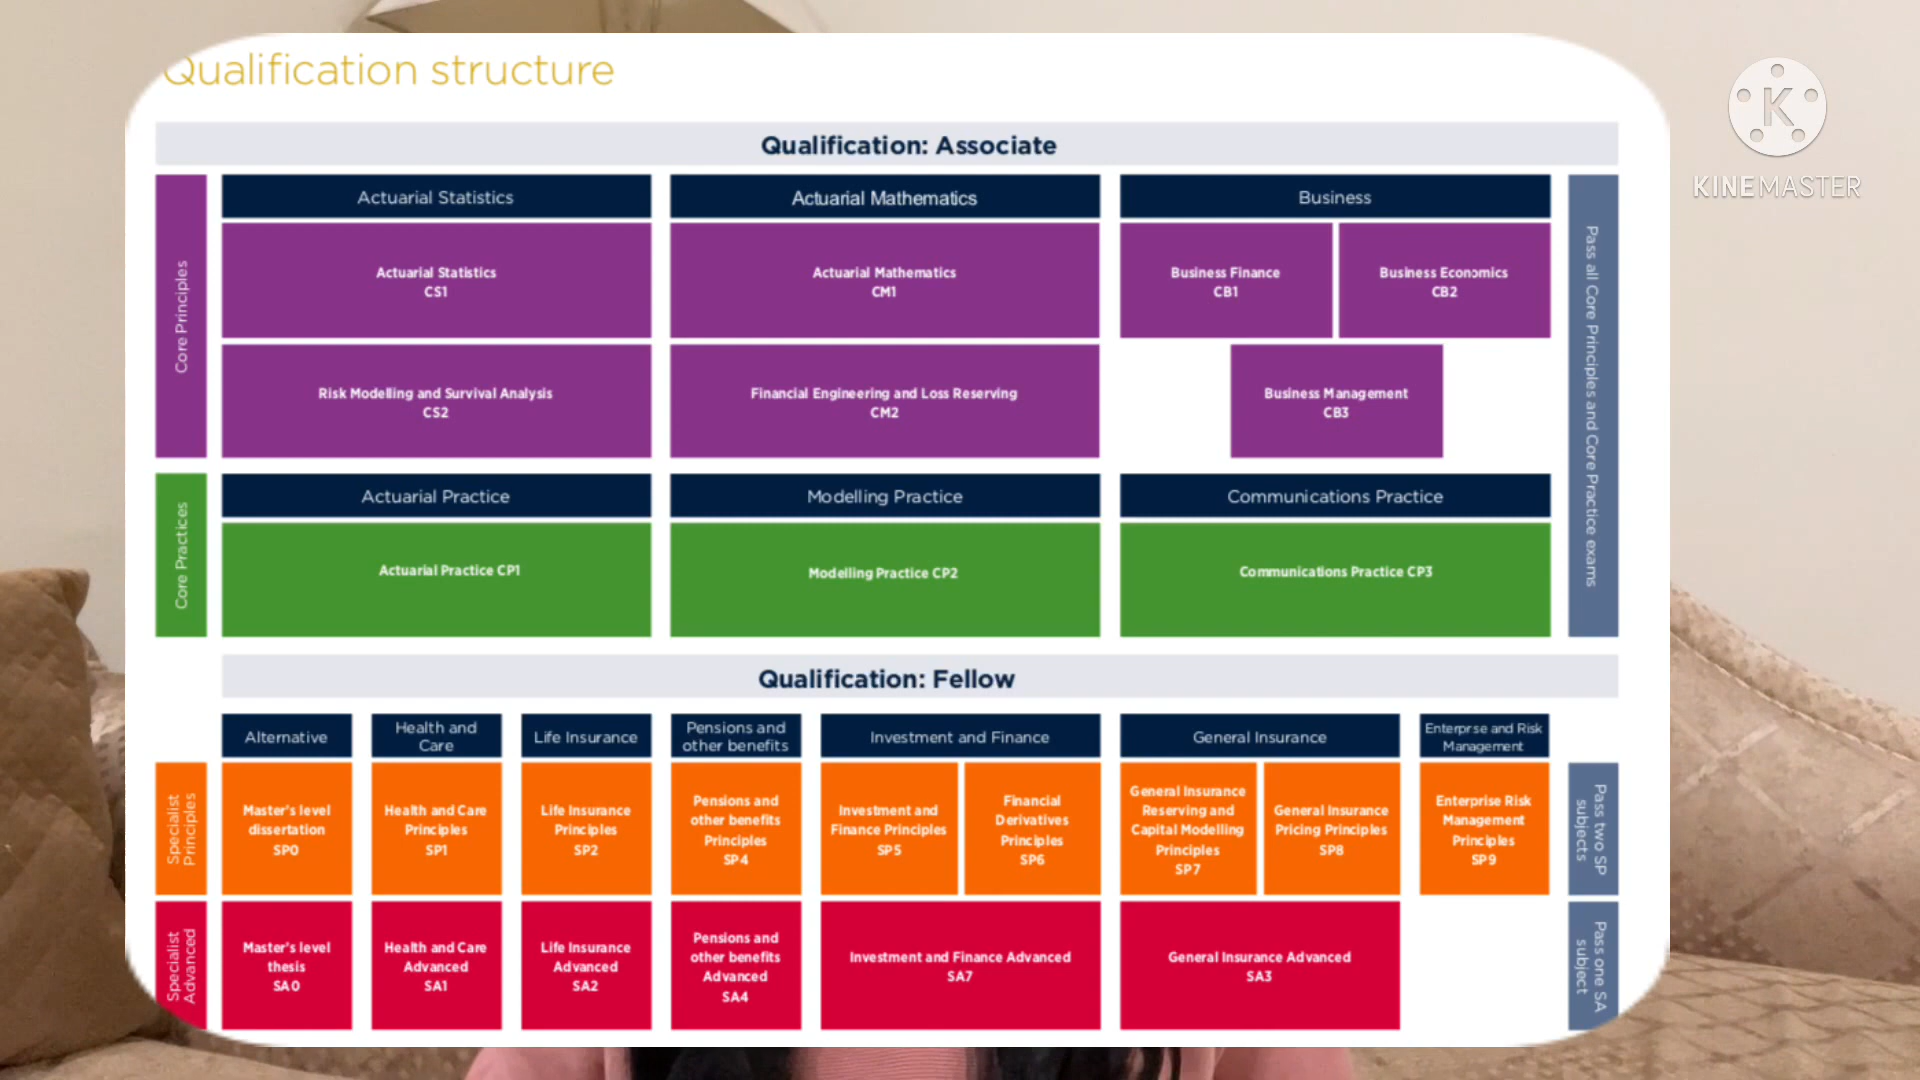 Qualification structure
KINEMASTER
Qualification: Associate
Core Principles
Actuarial Statistics
Actuarial Mathematics
Business
Actuarial Statistics
CS1
Actuarial Mathematics
CM1
Business Finance
CB1
Business Economics
CB2
Risk Modelling and Survival Analysis
CS2
Financial Engineering and Loss Reserving
CM2
Business Management
CB3
Pass all Core Principles and Core Practice exams
Core Practices
Actuarial Practice
Modelling Practice
Communications Practice
Actuarial Practice CP1
Modelling Practice CP2
Communications Practice CP3
Qualification: Fellow
Alternative
Health and
Care
Life Insurance
Pensions and
other benefits
Investment and Finance
General Insurance
Enterprse and Risk
Management
Specialist
Principles
Master's level
dissertation
SP0
Health and Care
Principles
SP1
Life Insurance
Principles
SP2
Pensions and
other benefits
Principles
SP4
Investment and
Finance Principles
SP5
Financial
Derivatives
Principles
SP6
General Insurance
Reserving and
Capital Modelling
Principles
SP7
General Insurance
Pricing Principles
SP8
Enterprise Risk
Management
Principles
SP9
Pass two SP
subjects
Specialist
Advanced
Master's level
thesis
SA0
Health and Care
Advanced
SA1
Life Insurance
Advanced
SA2
Pensions and
other benefits
Advanced
SA4
Investment and Finance Advanced
SA7
General Insurance Advanced
SA3
Pass one SA
subject